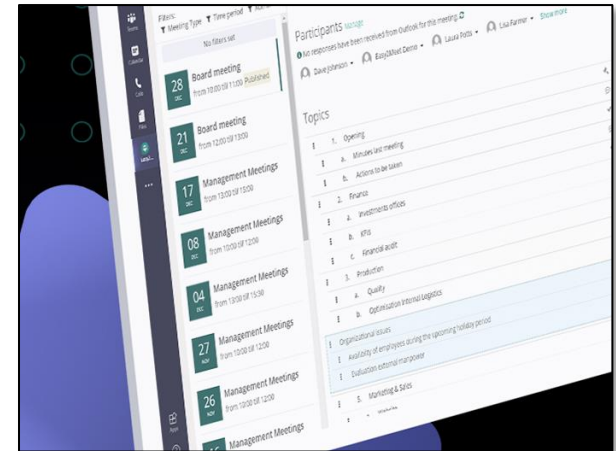 Teams
Calendar
Calls
Files
Apps
Filters:
Meeting Type Time period
No filters set
28 DEC
Board meeting
from 10:00 till 11:00 Published
21 DEC
Board meeting
from 12:00 till 13:00
17 DEC
Management Meetings
from 13:00 till 15:00
08 DEC
Management Meetings
from 10:00 till 12:00
04 DEC
Management Meetings
from 13:00 till 15:30
27 NOV
Management Meetings
from 10:00 till 12:00
26 NOV
Management Meetings
from 10:00 till 12:00
Management Meetings
Participants Manage
No responses have been received from Outlook for this meeting.
Dave Johnson
Easy2Meet Demo
Laura Potts
Lisa Farmer
Show more
Topics
1. Opening
a. Minutes last meeting
b. Actions to be taken
2. Finance
a. Investments offices
b. KPIs
c. Financial audit
3. Production
a. Quality
b. Optimisation Internal Logistics
Organizational issues
Availability of employees during the upcoming holiday period
Evaluation external manpower
5. Marketing & Sales